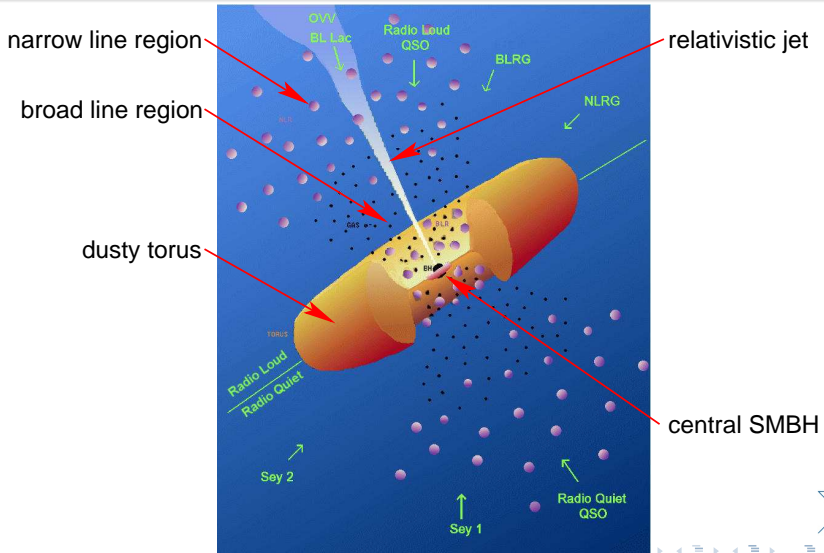 narrow line region
broad line region
dusty torus
relativistic jet
central SMBH
OVV
BL Lac
Radio Loud
QSO
BLRG
NLRG
NLR
GAS
BLR
BH
TORUS
Radio Loud
Radio Quiet
Sey 2
Sey 1
Radio Quiet
QSO